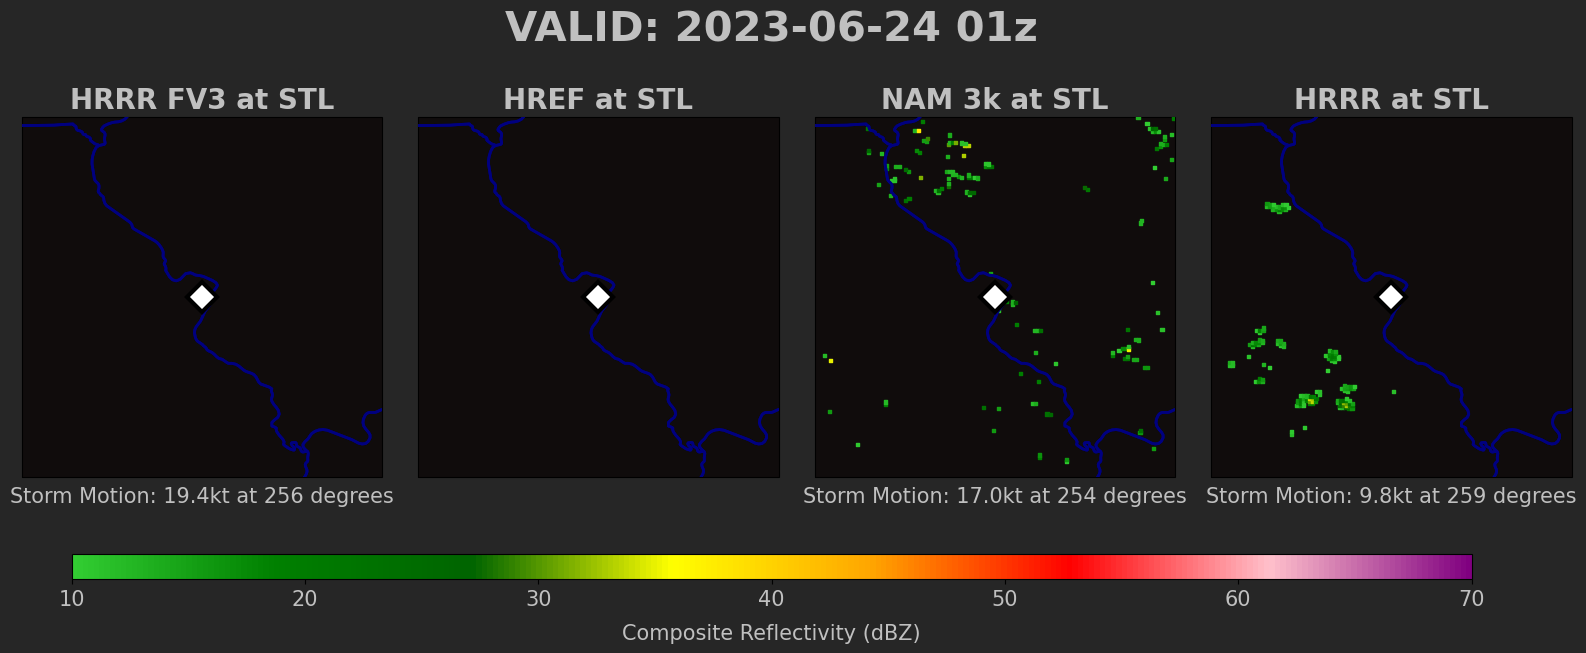 VALID: 2023-06-24 01z
HRRR FV3 at STL
HREF at STL
NAM 3k at STL
HRRR at STL
Storm Motion: 19.4kt at 256 degrees
Storm Motion: 17.0kt at 254 degrees
Storm Motion: 9.8kt at 259 degrees
10 20 30 40 50 60 70
Composite Reflectivity (dBZ)